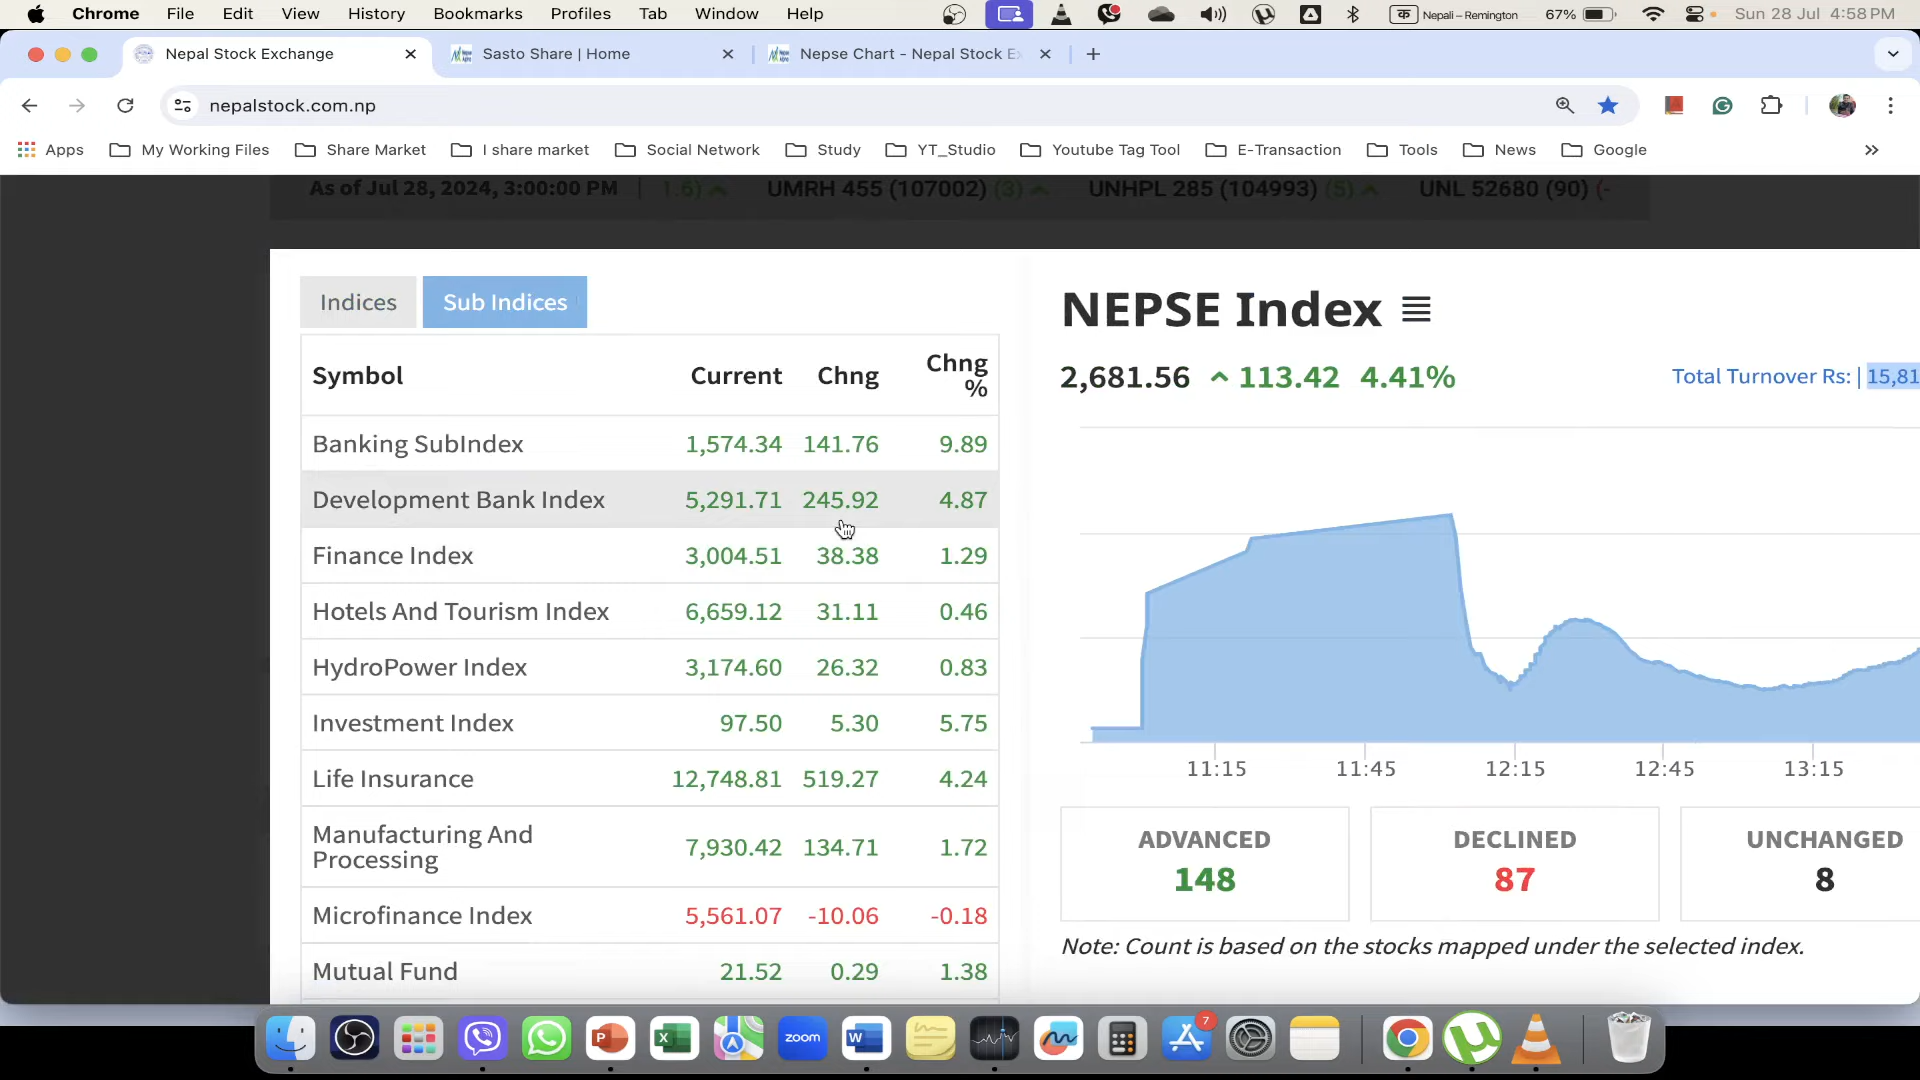 Chrome File Edit View History Bookmarks Profiles Tab Window Help Nepali – Remington 67% Sun 28 Jul 4:58 PM
Nepal Stock Exchange Sasto Share | Home Nepse Chart - Nepal Stock Ex
nepalstock.com.np
Apps My Working Files Share Market I share market Social Network Study YT_Studio Youtube Tag Tool E-Transaction Tools News Google
As of Jul 28, 2024, 3:00:00 PM | 1.5) UMRH 455 (107002) (3) UNHPL 285 (104993) (5) UNL 52680 (90) (-
Indices Sub Indices
Symbol Current Chng Chng %
Banking SubIndex 1,574.34 141.76 9.89
Development Bank Index 5,291.71 245.92 4.87
Finance Index 3,004.51 38.38 1.29
Hotels And Tourism Index 6,659.12 31.11 0.46
HydroPower Index 3,174.60 26.32 0.83
Investment Index 97.50 5.30 5.75
Life Insurance 12,748.81 519.27 4.24
Manufacturing And Processing 7,930.42 134.71 1.72
Microfinance Index 5,561.07 -10.06 -0.18
Mutual Fund 21.52 0.29 1.38
NEPSE Index
2,681.56 113.42 4.41%
Total Turnover Rs: | 15,81
11:15 11:45 12:15 12:45 13:15
ADVANCED DECLINED UNCHANGED
148 87 8
Note: Count is based on the stocks mapped under the selected index.
zoom
7